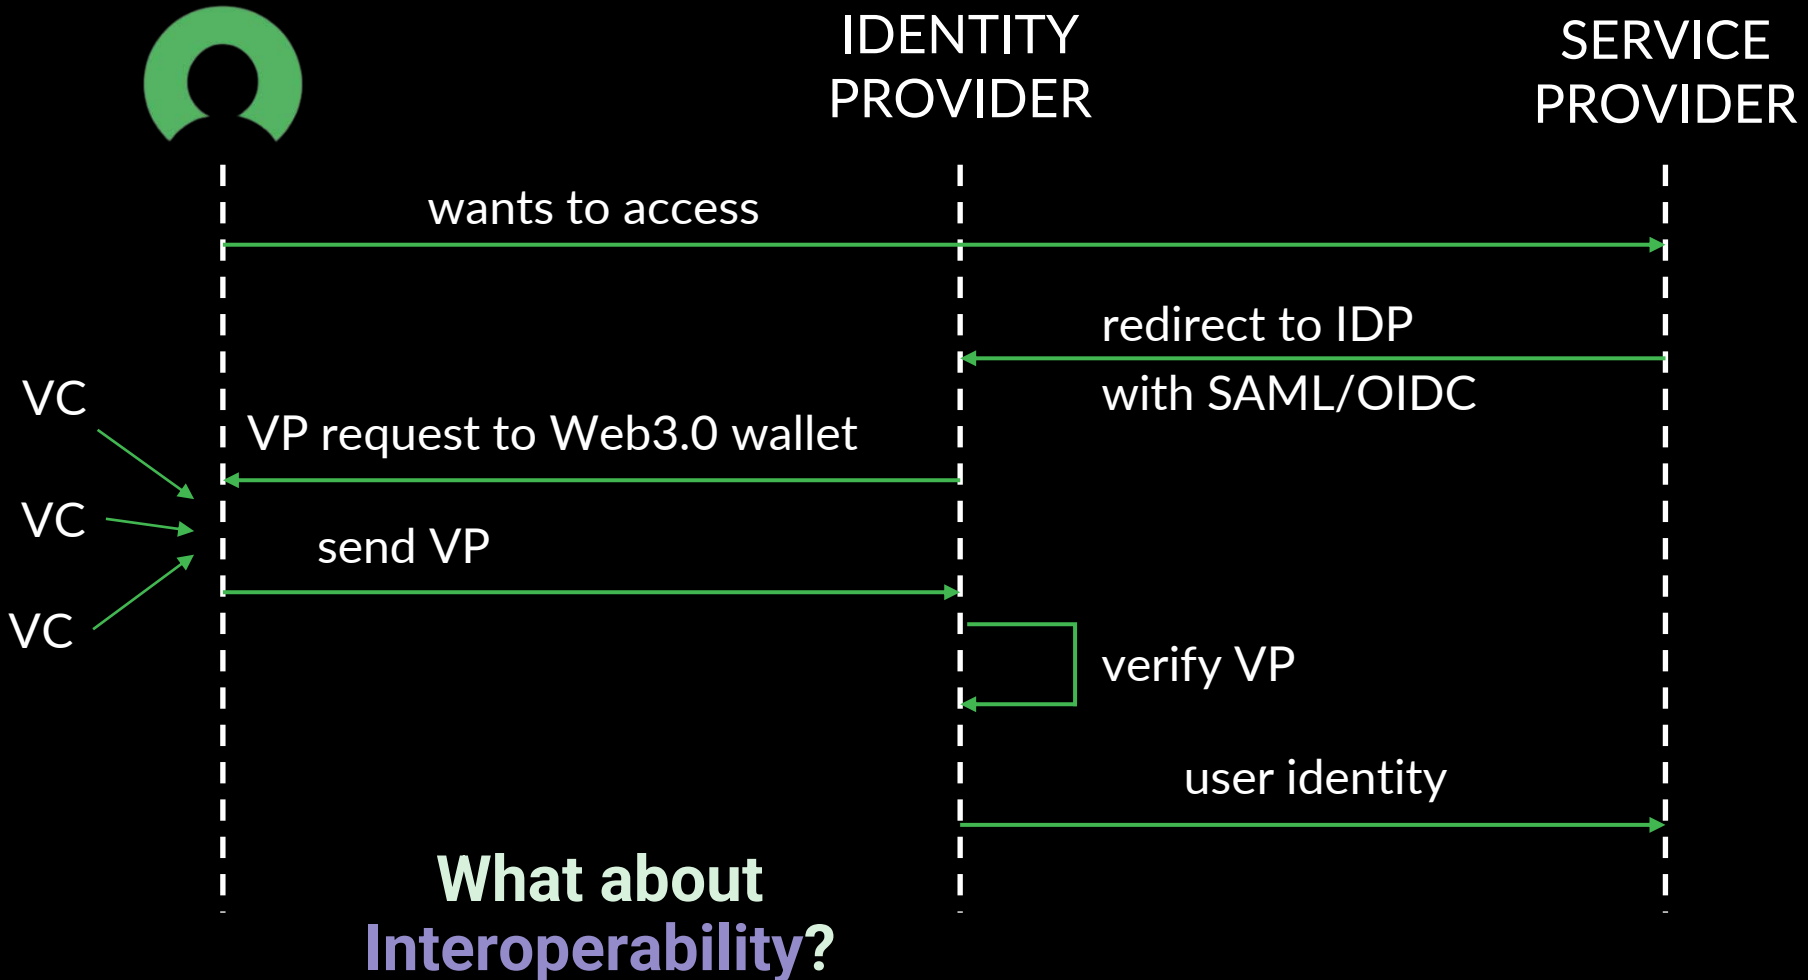 IDENTITY
PROVIDER
SERVICE
PROVIDER
wants to access
redirect to IDP
with SAML/OIDC
VC
VP request to Web3.0 wallet
VC
send VP
VC
verify VP
user identity
What about
Interoperability?